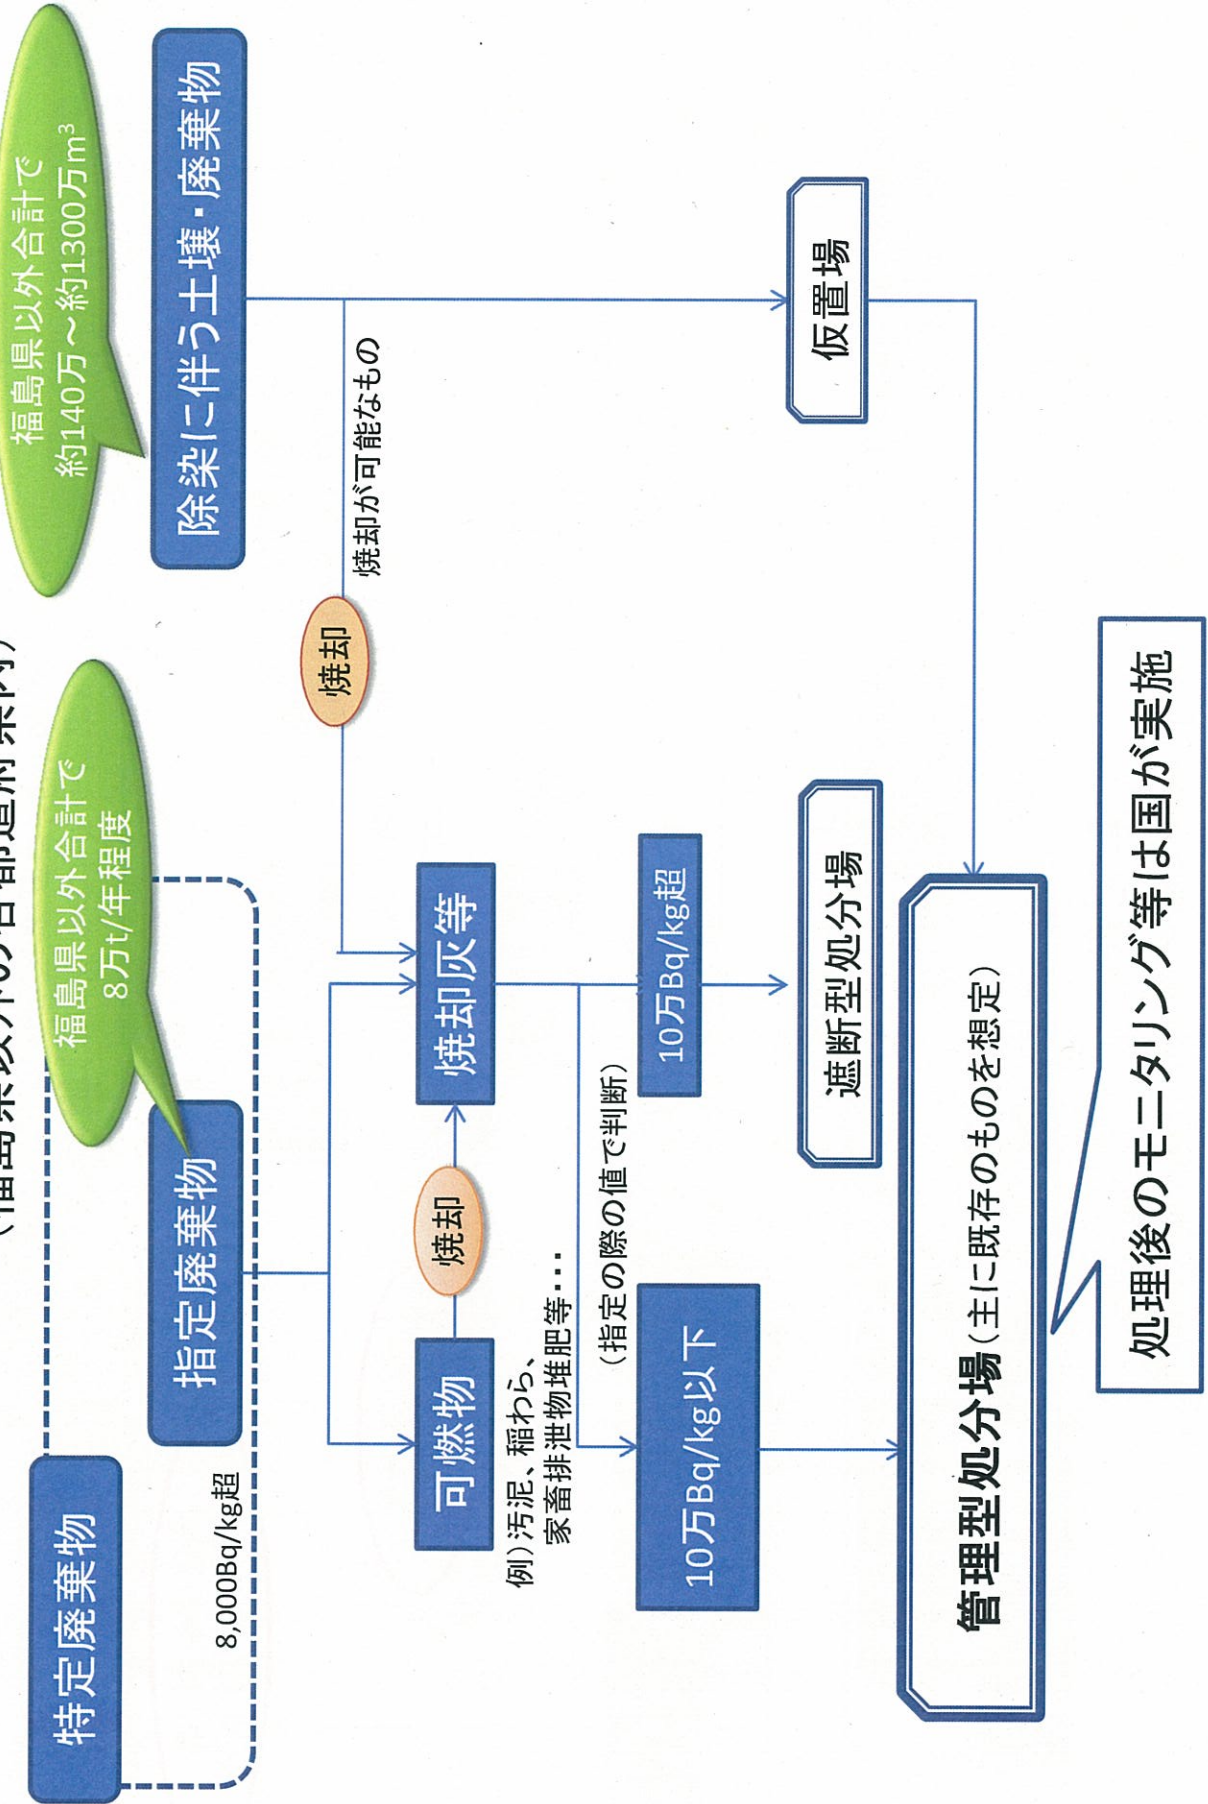 （福島県以外の各都道府県内）
特定廃棄物
福島県以外合計で
8万t/年程度
福島県以外合計で
約140万～約1300万m³
指定廃棄物
8,000Bq/kg超
除染に伴う土壌・廃棄物
焼却
焼却が可能なもの
可燃物
焼却
焼却灰等
例）汚泥、稲わら、
家畜排泄物堆肥等・・・
（指定の際の値で判断）
10万Bq/kg以下
10万Bq/kg超
遮断型処分場
仮置場
管理型処分場（主に既存のものを想定）
処理後のモニタリング等は国が実施